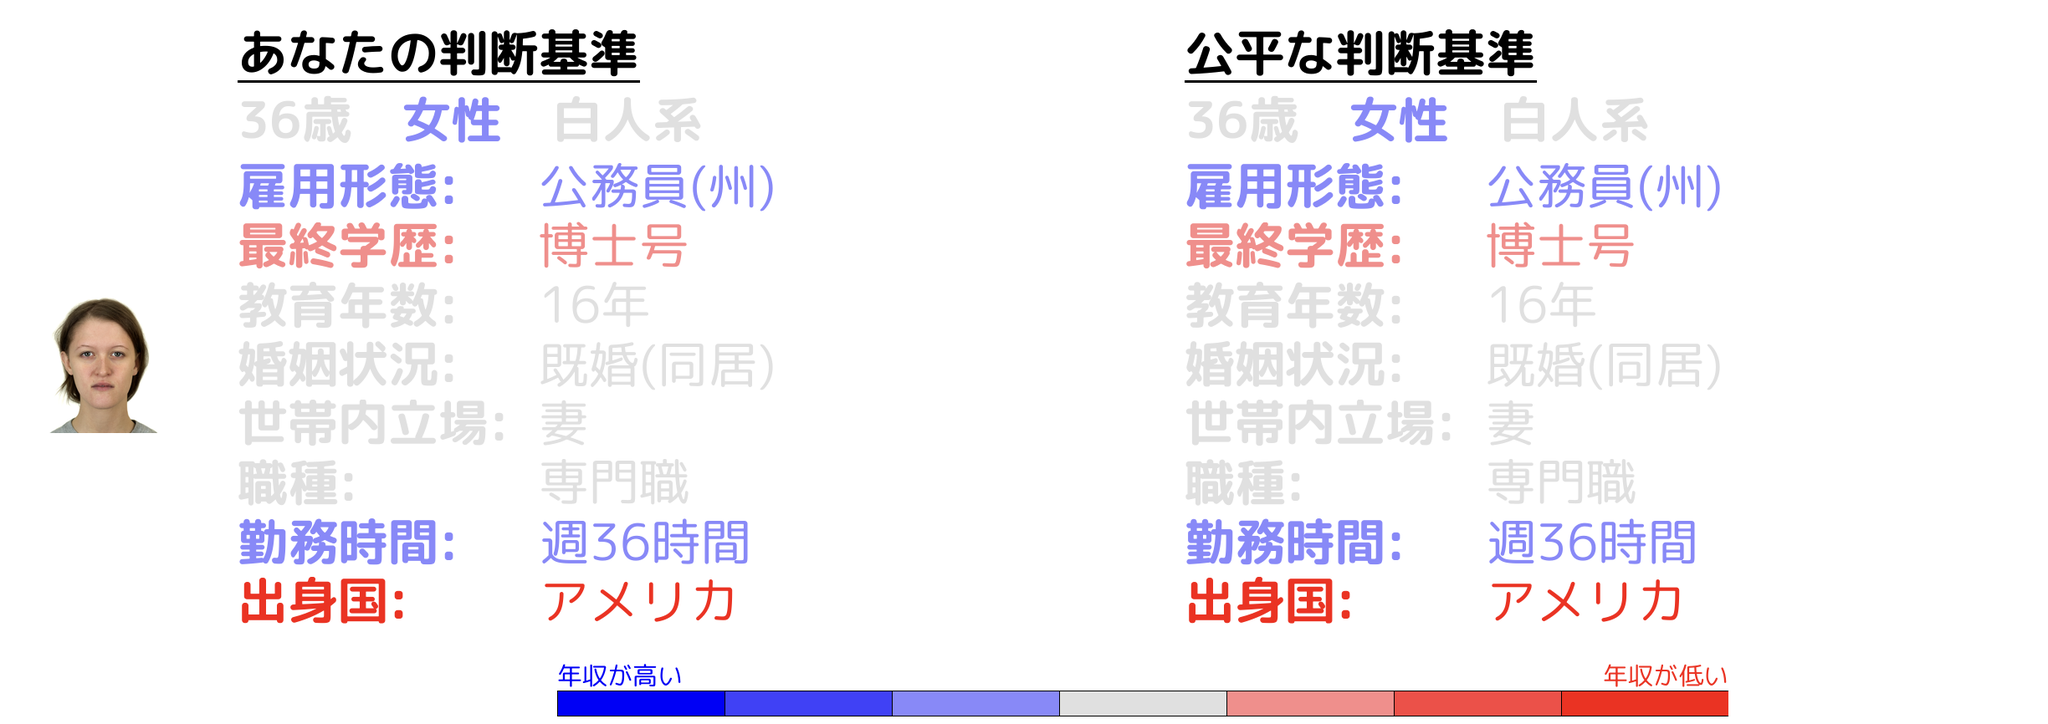 あなたの判断基準
36歳 女性 白人系
雇用形態: 公務員(州)
最終学歴: 博士号
教育年数: 16年
婚姻状況: 既婚(同居)
世帯内立場: 妻
職種: 専門職
勤務時間: 週36時間
出身国: アメリカ
公平な判断基準
36歳 女性 白人系
雇用形態: 公務員(州)
最終学歴: 博士号
教育年数: 16年
婚姻状況: 既婚(同居)
世帯内立場: 妻
職種: 専門職
勤務時間: 週36時間
出身国: アメリカ
年収が高い
年収が低い